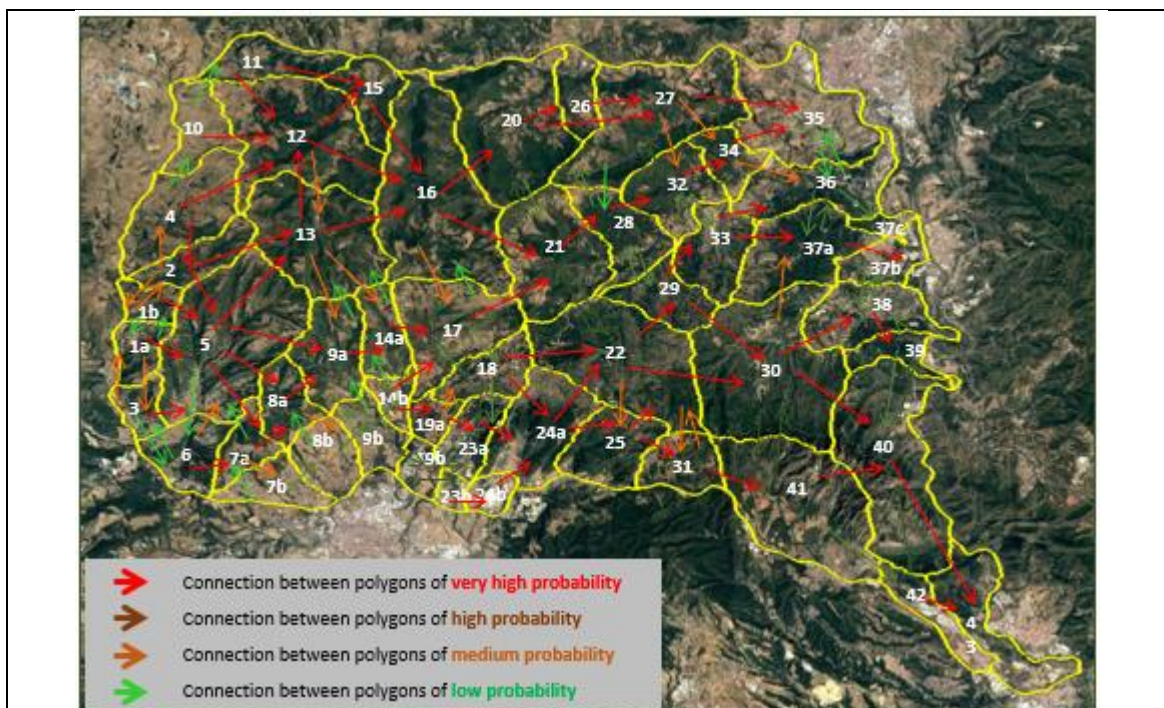 11
15
10
12
20
26
27
35
34
16
32
36
4
13
28
21
33
37c
37a
2
37b
29
1b
38
17
14a
1a
5
9a
22
39
18
30
8a
14b
3
19a
24a
23a
8b
9b
25
40
6
7a
31
41
7b
42
4
3
Connection between polygons of very high probability
Connection between polygons of high probability
Connection between polygons of medium probability
Connection between polygons of low probability